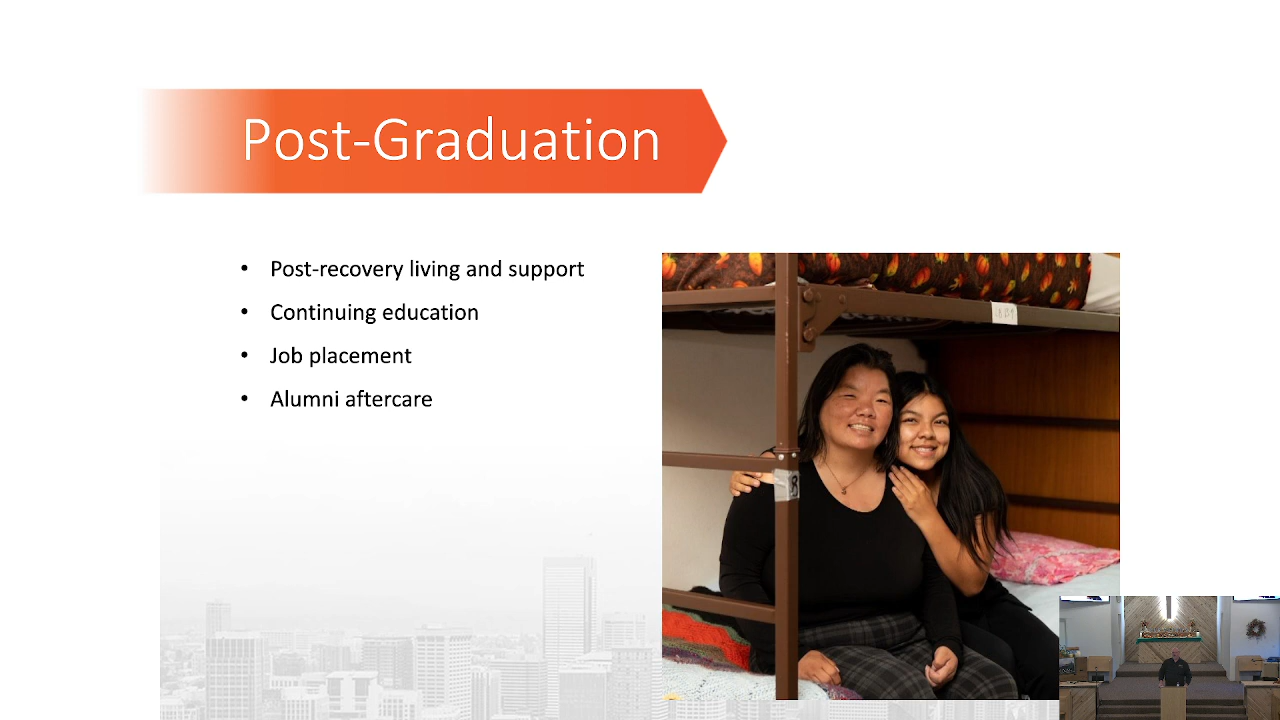 Post-Graduation
• Post-recovery living and support
• Continuing education
• Job placement
• Alumni aftercare